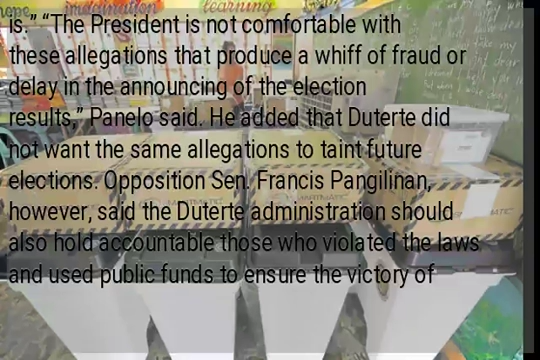 hope imagination learning
is.” “The President is not comfortable with
these allegations that produce a whiff of fraud or
delay in the announcing of the election
results,” Panelo said. He added that Duterte did
not want the same allegations to taint future
elections. Opposition Sen. Francis Pangilinan,
however, said the Duterte administration should
also hold accountable those who violated the laws
and used public funds to ensure the victory of